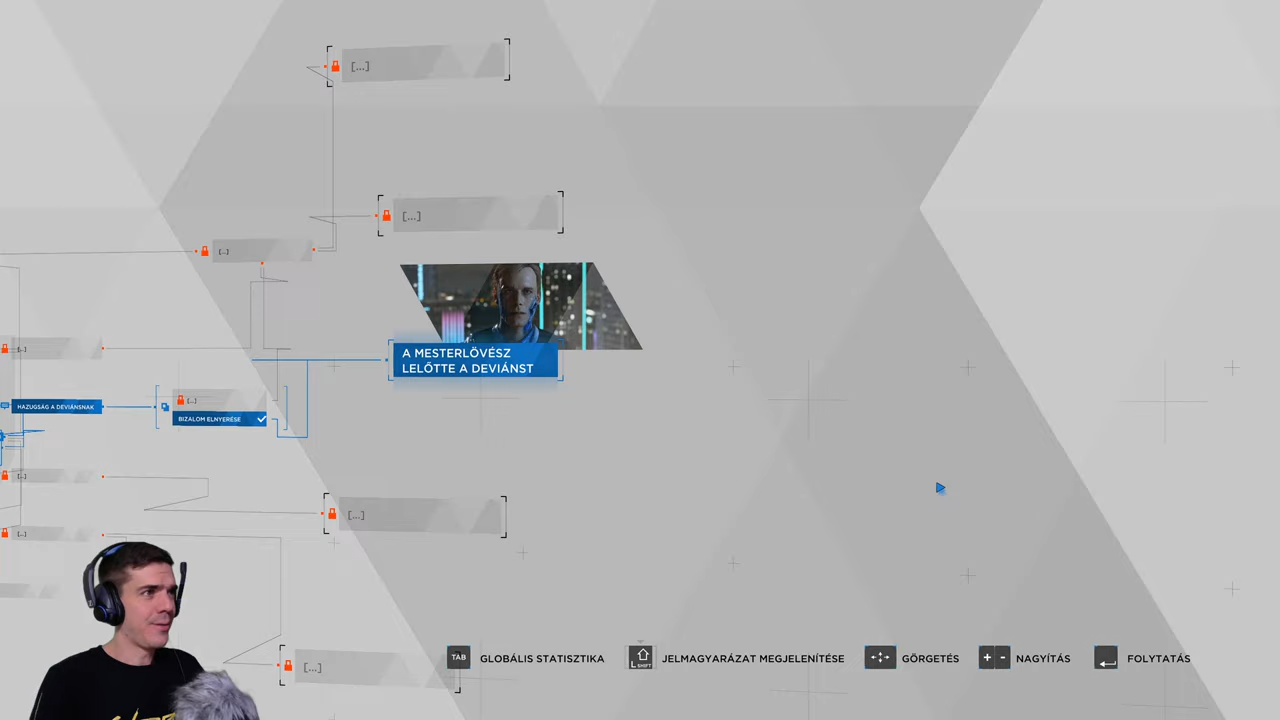 [...]
[...]
[...]
A MESTERLÖVÉSZ
LELŐTTE A DEVIÁNST
[...]
[...]
HAZUGSÁG A DEVIÁNSNAK
BIZALOM ELNYERÉSE
[...]
[...]
[...]
[...]
TAB GLOBÁLIS STATISZTIKA
L SHIFT JELMAGYARÁZAT MEGJELENÍTÉSE
GÖRGETÉS
+ - NAGYÍTÁS
FOLYTATÁS